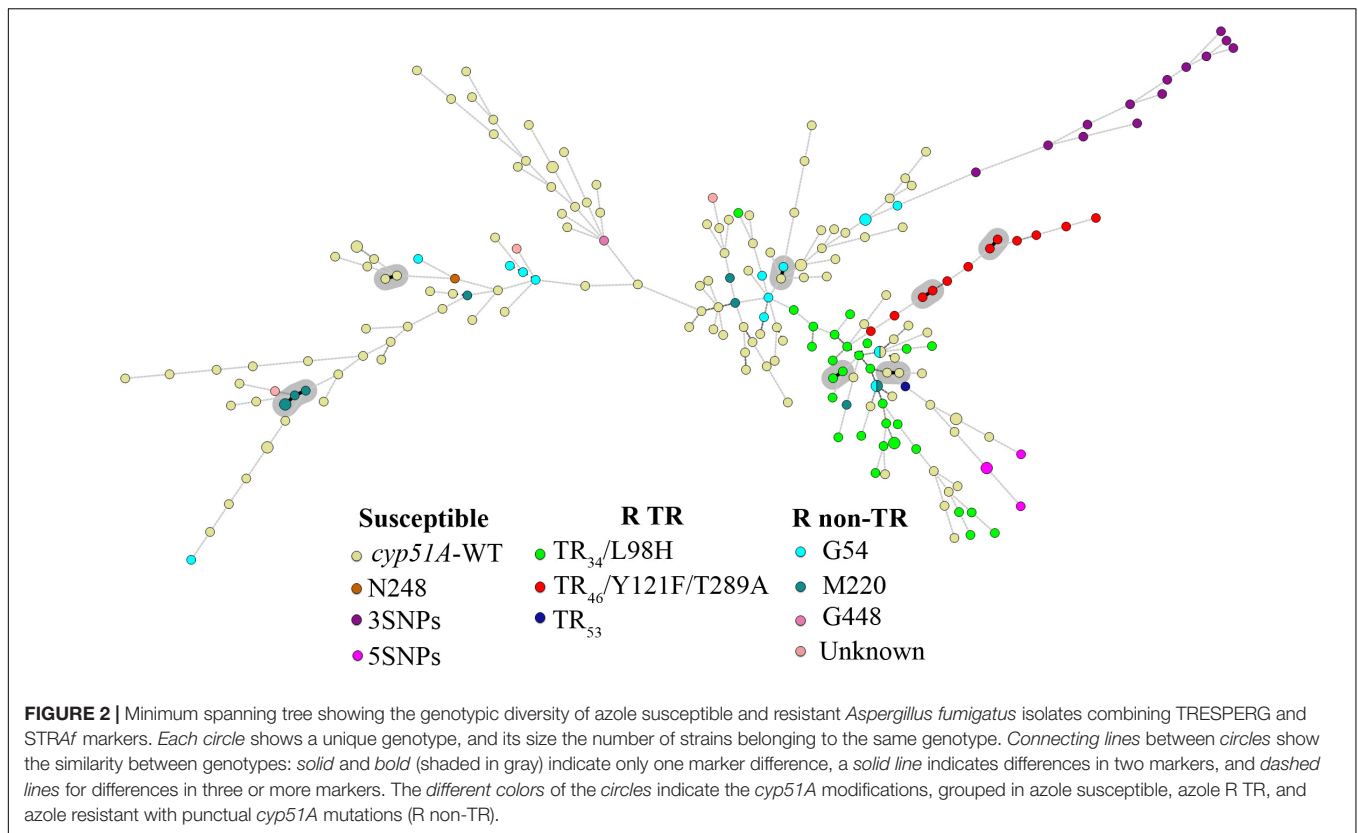 Susceptible
cyp51A-WT
N248
3SNPs
5SNPs
R TR
TR34/L98H
TR46/Y121F/T289A
TR53
R non-TR
G54
M220
G448
Unknown
FIGURE 2 | Minimum spanning tree showing the genotypic diversity of azole susceptible and resistant Aspergillus fumigatus isolates combining TRESPERG and
STRAf markers. Each circle shows a unique genotype, and its size the number of strains belonging to the same genotype. Connecting lines between circles show
the similarity between genotypes: solid and bold (shaded in gray) indicate only one marker difference, a solid line indicates differences in two markers, and dashed
lines for differences in three or more markers. The different colors of the circles indicate the cyp51A modifications, grouped in azole susceptible, azole R TR, and
azole resistant with punctual cyp51A mutations (R non-TR).